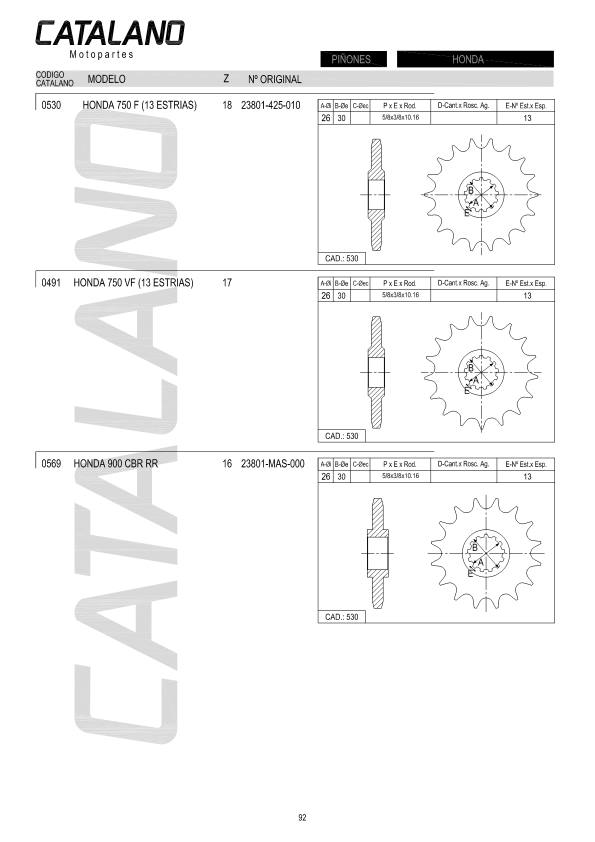 CATALANO
Motopartes
PIÑONES HONDA
CODIGO CATALANO MODELO Z Nº ORIGINAL
0530 HONDA 750 F (13 ESTRIAS) 18 23801-425-010
A-Øi B-Øe C-Øec P x E x Rod. D-Cant.x Rosc. Ag. E-Nº Est.x Esp.
26 30 5/8x3/8x10.16 13
B
A
E
CAD.: 530
0491 HONDA 750 VF (13 ESTRIAS) 17
A-Øi B-Øe C-Øec P x E x Rod. D-Cant.x Rosc. Ag. E-Nº Est.x Esp.
26 30 5/8x3/8x10.16 13
B
A
E
CAD.: 530
0569 HONDA 900 CBR RR 16 23801-MAS-000
A-Øi B-Øe C-Øec P x E x Rod. D-Cant.x Rosc. Ag. E-Nº Est.x Esp.
26 30 5/8x3/8x10.16 13
B
A
E
CAD.: 530
CATALANO
92